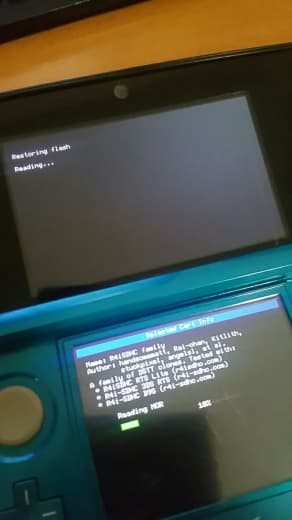 Restoring flash
Reading...
Selected Cart Info
Name: R4iSDHC family
Author: handsomematt, Rai-chan, Kitlith,
stuckpixel, angelsl, et al.
A family of DSTT clones. Tested with:
* R4iSDHC RTS Lite (r4isdhc.com)
* R4i-SDHC 3DS RTS (r4i-sdhc.com)
* R4i-SDHC B9S (r4i-sdhc.com)
Reading NOR 18%